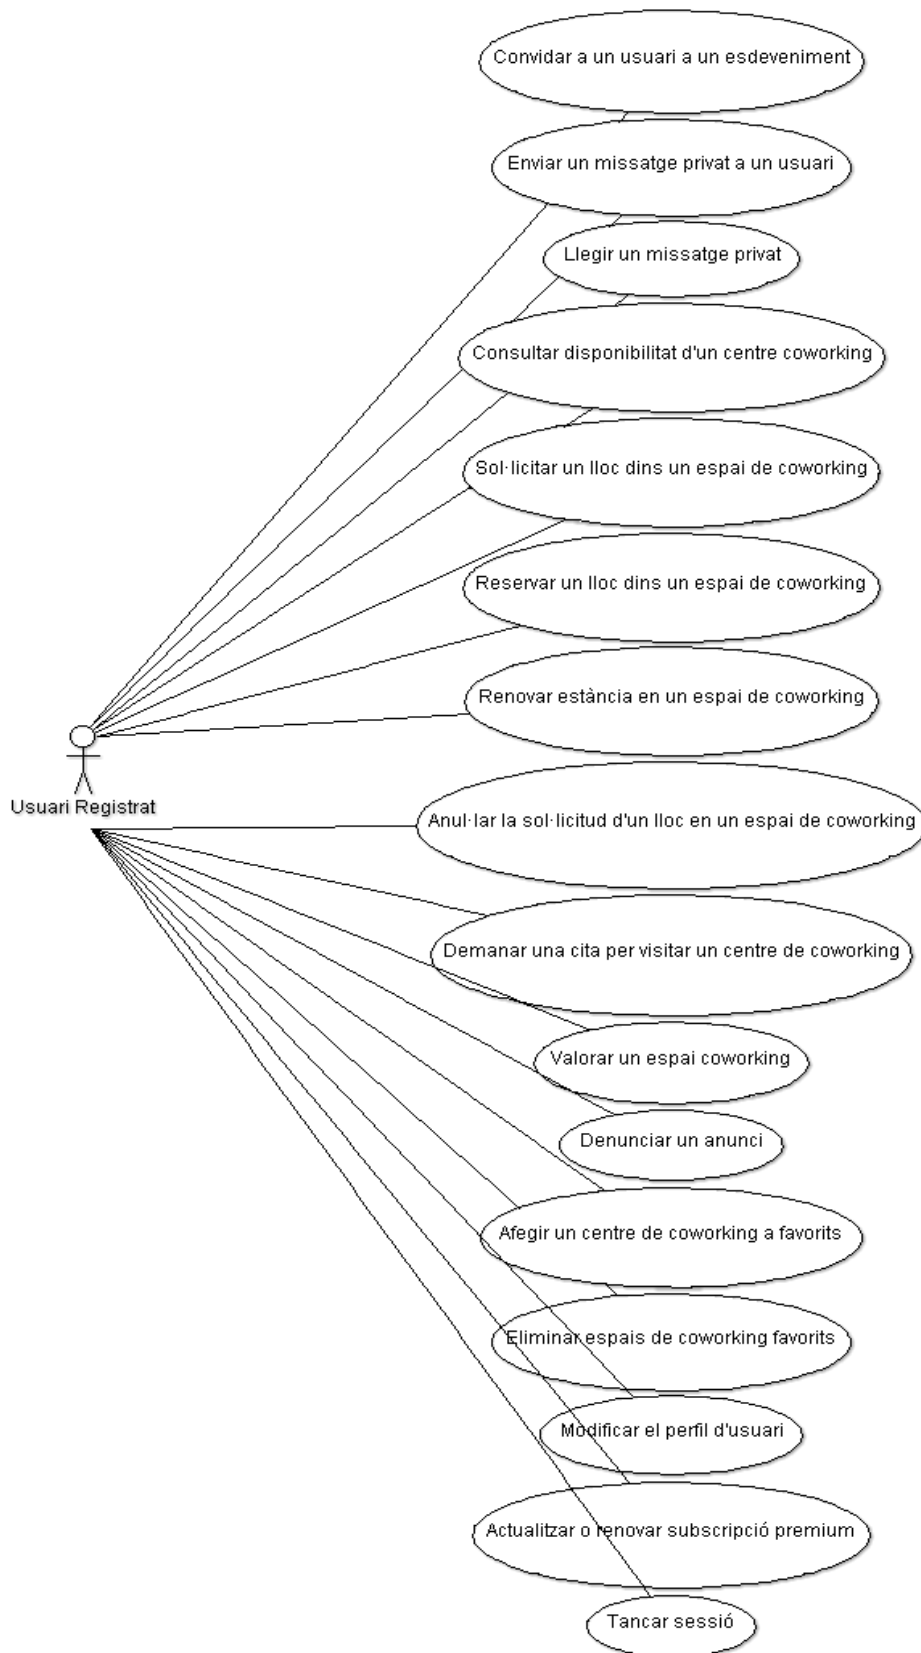 Convidar a un usuari a un esdeveniment
Enviar un missatge privat a un usuari
Llegir un missatge privat
Consultar disponibilitat d'un centre coworking
Sol·licitar un lloc dins un espai de coworking
Reservar un lloc dins un espai de coworking
Renovar estància en un espai de coworking
Usuari Registrat
Anul·lar la sol·licitud d'un lloc en un espai de coworking
Demanar una cita per visitar un centre de coworking
Valorar un espai coworking
Denunciar un anunci
Afegir un centre de coworking a favorits
Eliminar espais de coworking favorits
Modificar el perfil d'usuari
Actualitzar o renovar subscripció premium
Tancar sessió